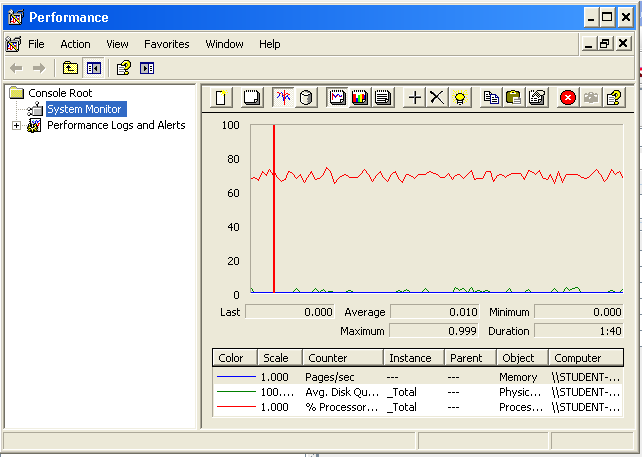 Performance
File Action View Favorites Window Help
Console Root
System Monitor
Performance Logs and Alerts
100
80
60
40
20
0
Last 0.000 Average 0.010 Minimum 0.000
Maximum 0.999 Duration 1:40
Color Scale Counter Instance Parent Object Computer
1.000 Pages/sec --- --- Memory \\STUDENT-...
100.... Avg. Disk Qu... _Total --- Physic... \\STUDENT-...
1.000 % Processor... _Total --- Proces... \\STUDENT-...